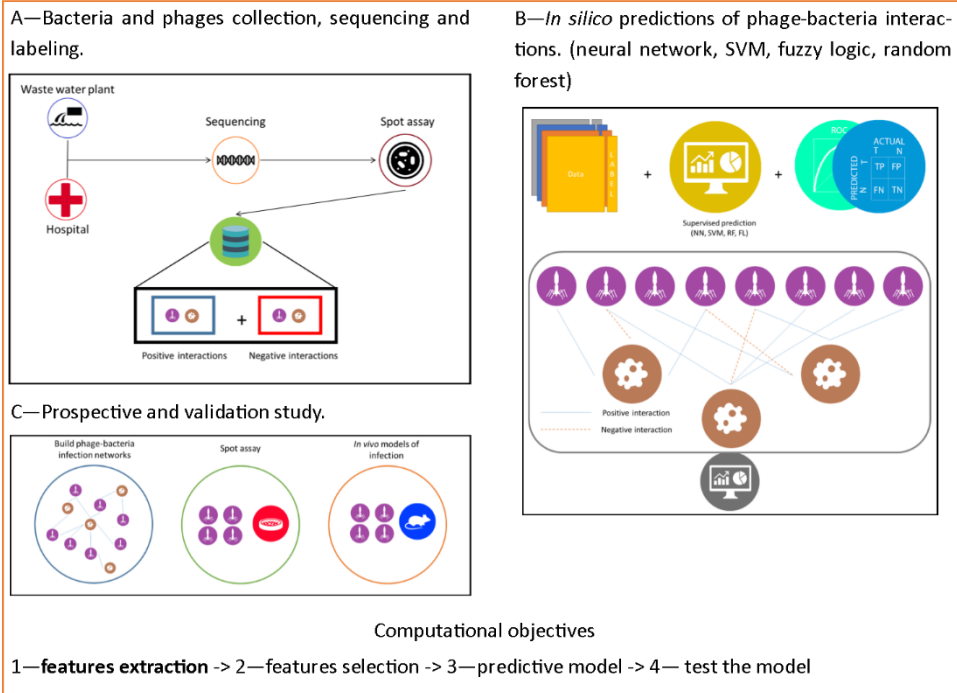 A—Bacteria and phages collection, sequencing and
labeling.
Waste water plant
Sequencing
Spot assay
Hospital
+
Positive interactions
Negative interactions
B—In silico predictions of phage-bacteria interac-
tions. (neural network, SVM, fuzzy logic, random
forest)
Data
LABEL
+
+
Supervised prediction
(NN, SVM, RF, FL)
ROC
ACTUAL
T N
PREDICTED
T TP FP
N FN TN
Positive interaction
Negative interaction
C—Prospective and validation study.
Build phage-bacteria
infection networks
Spot assay
In vivo models of
infection
Computational objectives
1—features extraction -> 2—features selection -> 3—predictive model -> 4— test the model